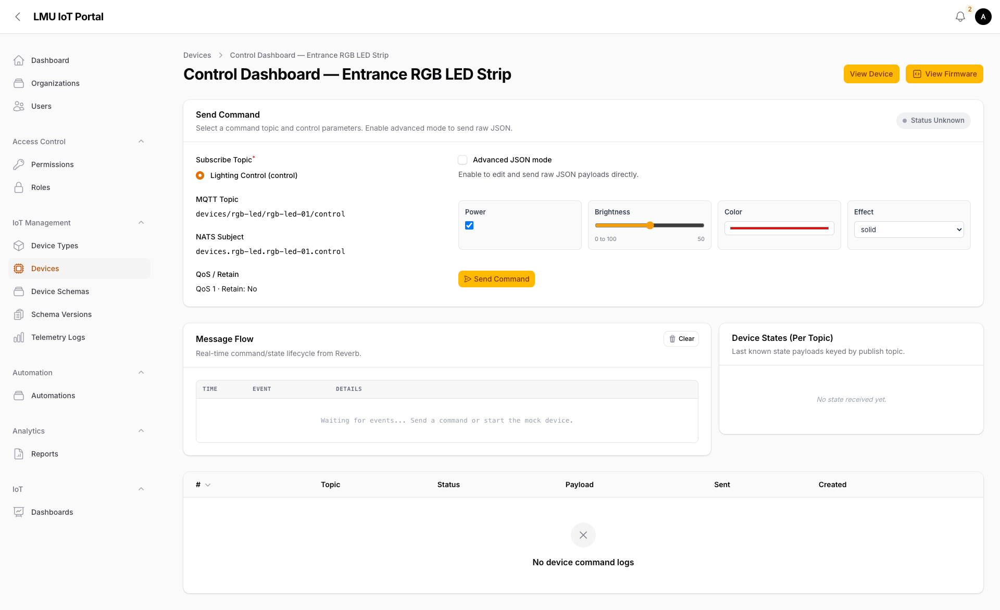 LMU IoT Portal
2
A
Dashboard
Organizations
Users
Access Control
Permissions
Roles
IoT Management
Device Types
Devices
Device Schemas
Schema Versions
Telemetry Logs
Automation
Automations
Analytics
Reports
IoT
Dashboards
Devices > Control Dashboard — Entrance RGB LED Strip
Control Dashboard — Entrance RGB LED Strip
View Device
View Firmware
Send Command
Select a command topic and control parameters. Enable advanced mode to send raw JSON.
Status Unknown
Subscribe Topic*
Lighting Control (control)
MQTT Topic
devices/rgb-led/rgb-led-01/control
NATS Subject
devices.rgb-led.rgb-led-01.control
QoS / Retain
QoS 1 · Retain: No
Advanced JSON mode
Enable to edit and send raw JSON payloads directly.
Power
Brightness
0 to 100 50
Color
Effect
solid
Send Command
Message Flow
Real-time command/state lifecycle from Reverb.
Clear
TIME EVENT DETAILS
Waiting for events... Send a command or start the mock device.
Device States (Per Topic)
Last known state payloads keyed by publish topic.
No state received yet.
# Topic Status Payload Sent Created
No device command logs